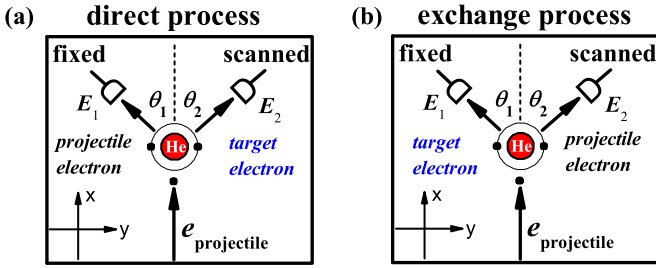 (a) direct process
fixed scanned
E1 θ1 θ2 E2
projectile electron
He
target electron
x
y
e projectile
(b) exchange process
fixed scanned
E1 θ1 θ2 E2
target electron
He
projectile electron
x
y
e projectile